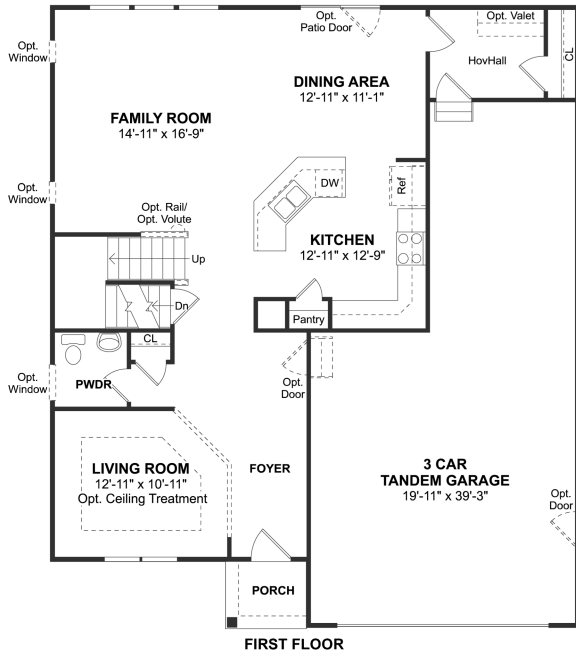 Opt.
Patio Door
Opt. Valet
CL
Opt.
Window
HovHall
DINING AREA
12'-11" x 11'-1"
FAMILY ROOM
14'-11" x 16'-9"
DW
Ref
Opt.
Window
Opt. Rail/
Opt. Volute
KITCHEN
12'-11" x 12'-9"
Up
Dn
Pantry
CL
Opt.
Window
PWDR
Opt.
Door
LIVING ROOM
12'-11" x 10'-11"
Opt. Ceiling Treatment
FOYER
3 CAR
TANDEM GARAGE
19'-11" x 39'-3"
Opt.
Door
PORCH
FIRST FLOOR